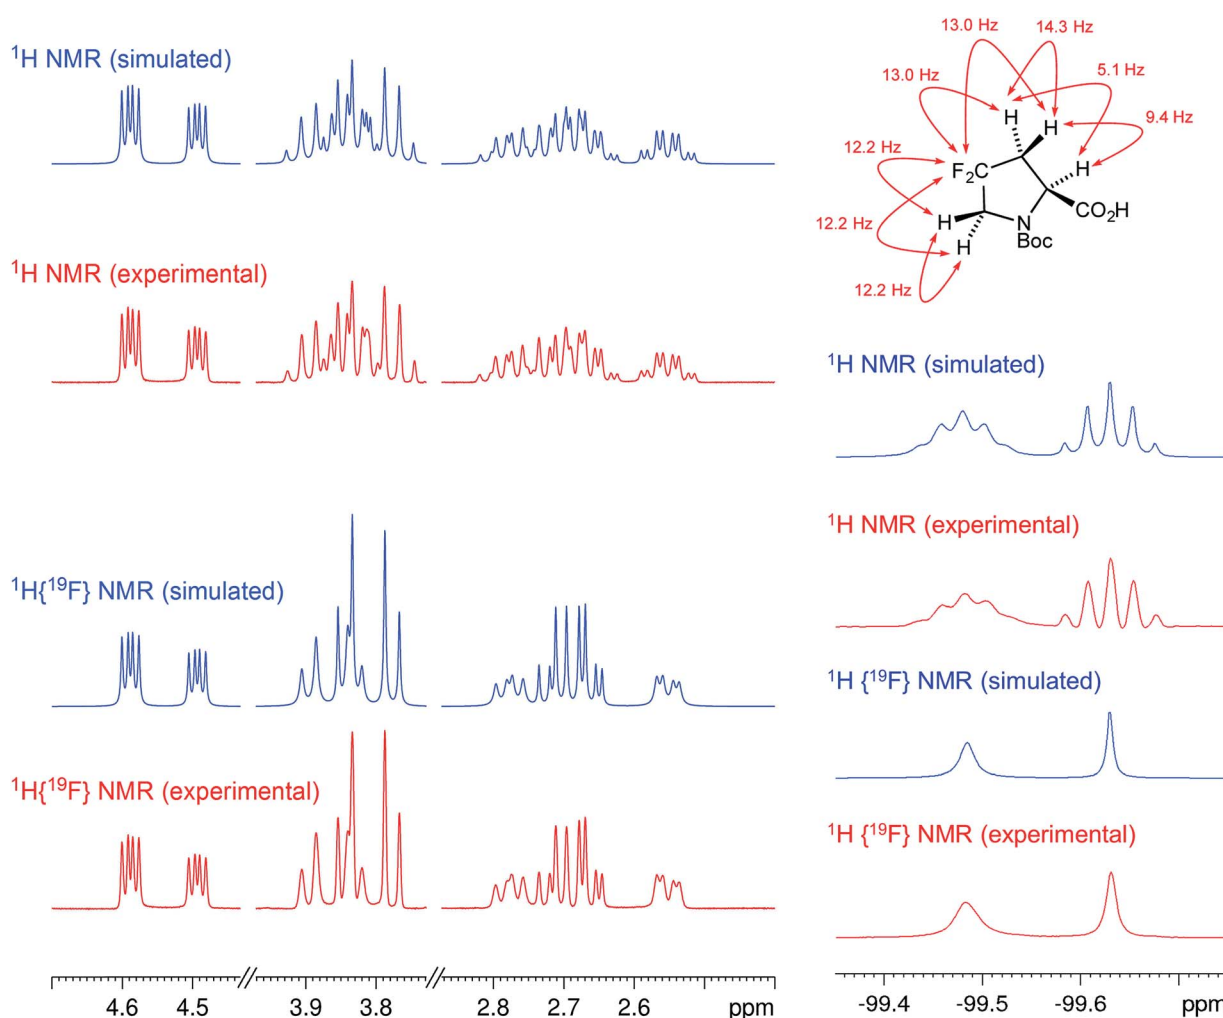 ¹H NMR (simulated)
¹H NMR (experimental)
¹H{¹⁹F} NMR (simulated)
¹H{¹⁹F} NMR (experimental)
4.6 4.5 3.9 3.8 2.8 2.7 2.6 ppm
13.0 Hz 14.3 Hz
13.0 Hz 5.1 Hz
9.4 Hz
12.2 Hz
12.2 Hz
12.2 Hz
H
H
F₂C H
H N CO₂H
H Boc
¹H NMR (simulated)
¹H NMR (experimental)
¹H {¹⁹F} NMR (simulated)
¹H {¹⁹F} NMR (experimental)
-99.4 -99.5 -99.6 ppm